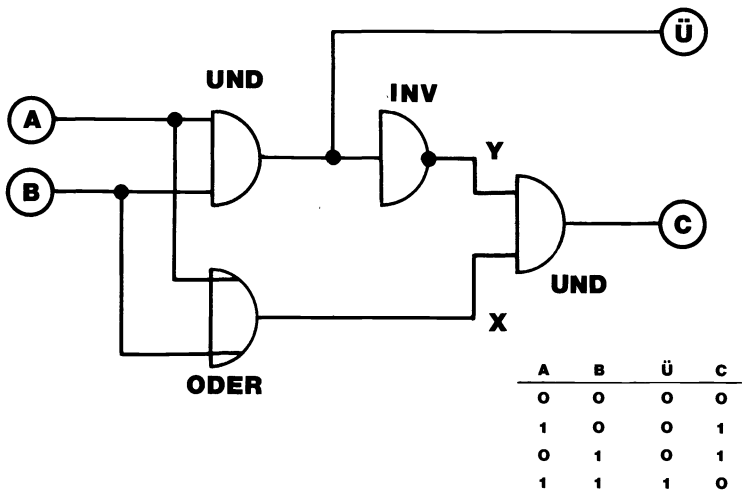 Ü
UND
INV
A
Y
B
C
UND
X
ODER
A B Ü C
0 0 0 0
1 0 0 1
0 1 0 1
1 1 1 0